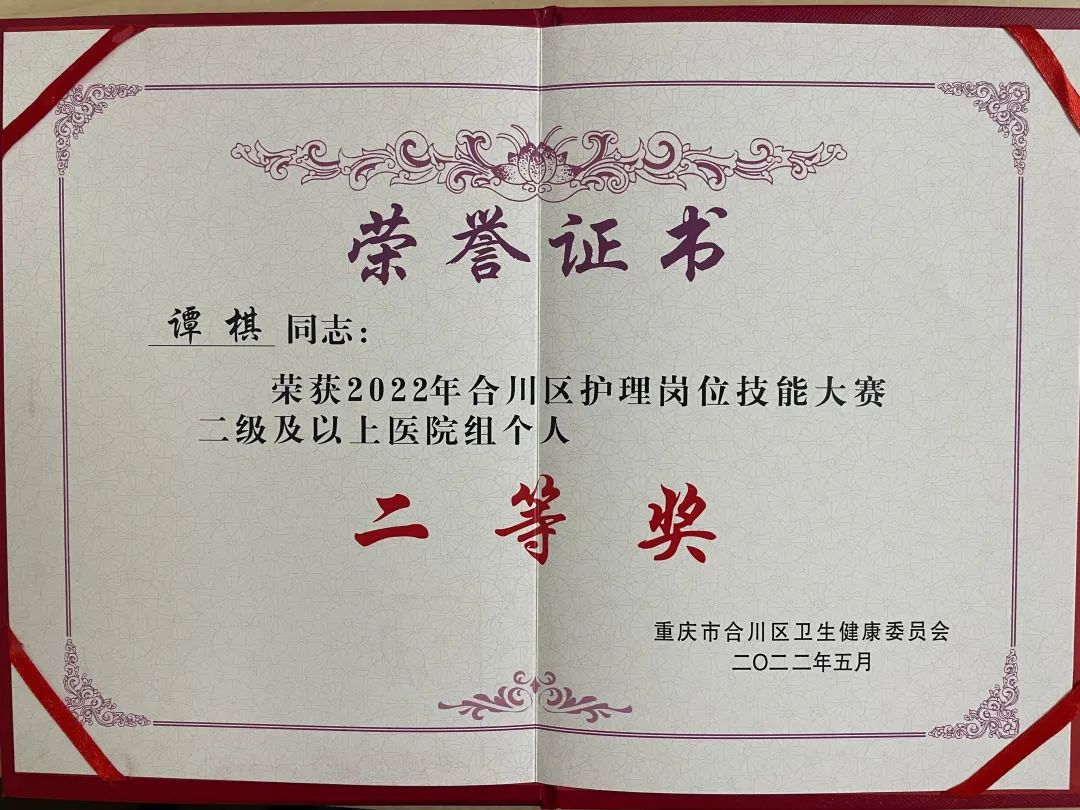 荣誉证书
谭棋 同志：
荣获2022年合川区护理岗位技能大赛
二级及以上医院组个人
二等奖
重庆市合川区卫生健康委员会
二〇二二年五月